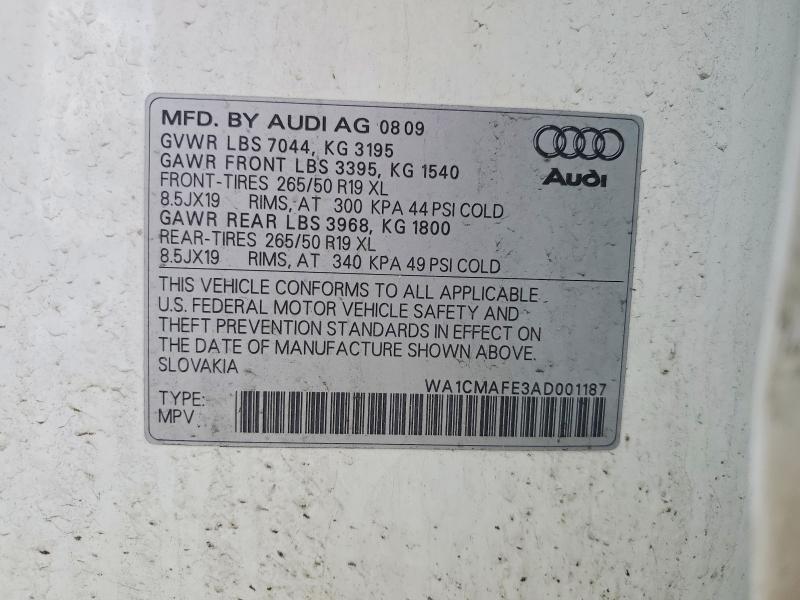 MFD. BY AUDI AG 0809
GVWR LBS 7044, KG 3195
GAWR FRONT LBS 3395, KG 1540
FRONT-TIRES 265/50 R19 XL
8.5JX19 RIMS, AT 300 KPA 44 PSI COLD
GAWR REAR LBS 3968, KG 1800
REAR-TIRES 265/50 R19 XL
8.5JX19 RIMS, AT 340 KPA 49 PSI COLD
Audi
THIS VEHICLE CONFORMS TO ALL APPLICABLE
U.S. FEDERAL MOTOR VEHICLE SAFETY AND
THEFT PREVENTION STANDARDS IN EFFECT ON
THE DATE OF MANUFACTURE SHOWN ABOVE.
SLOVAKIA
WA1CMAFE3AD001187
TYPE:
MPV